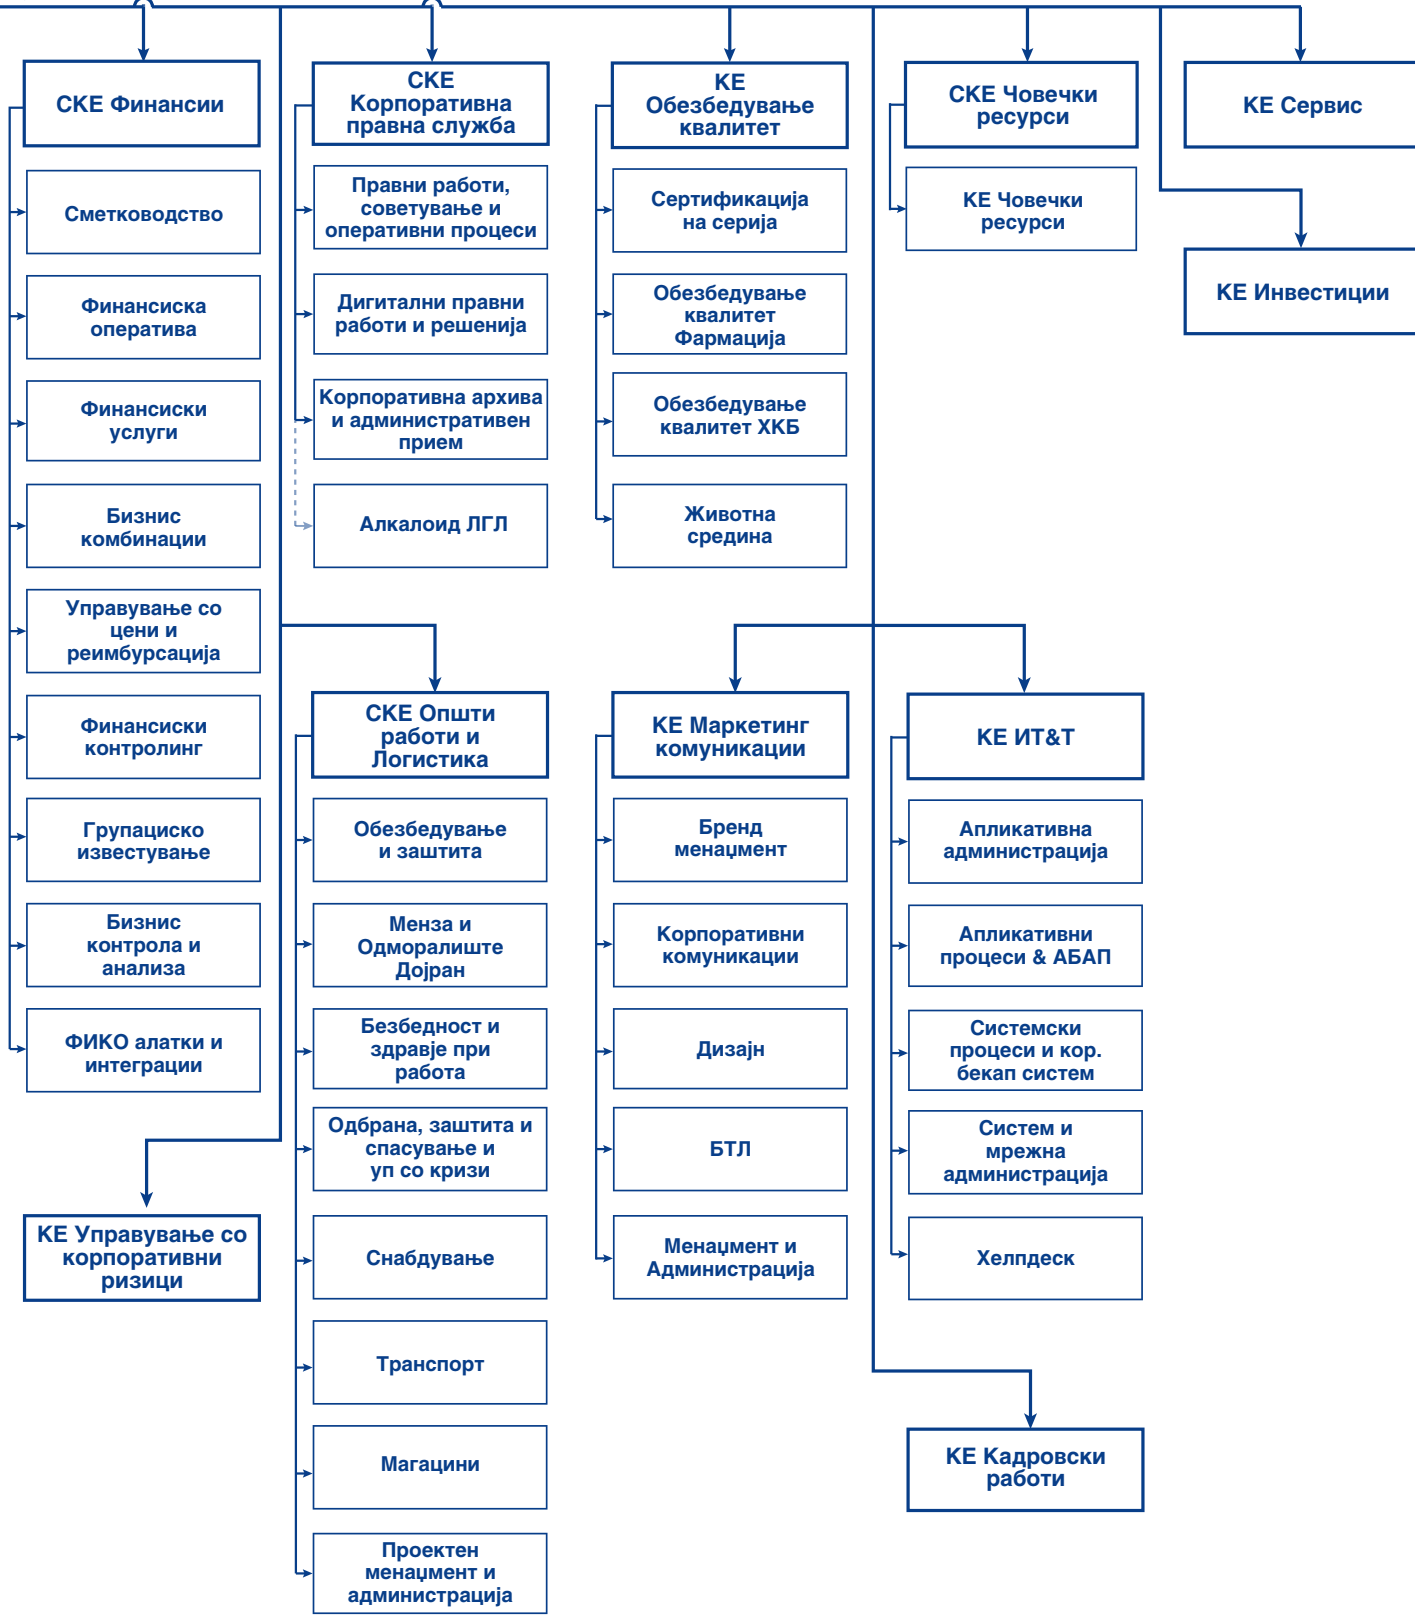 СКЕ Финансии
Сметководство
Финансиска
оператива
Финансиски
услуги
Бизнис
комбинации
Управување со
цени и
реимбурсација
Финансиски
контролинг
Групациско
известување
Бизнис
контрола и
анализа
ФИКО алатки и
интеграции
КЕ Управување со
корпоративни
ризици
СКЕ
Корпоративна
правна служба
Правни работи,
советување и
оперативни процеси
Дигитални правни
работи и решенија
Корпоративна архива
и административен
прием
Алкалоид ЛГЛ
СКЕ Општи
работи и
Логистика
Обезбедување
и заштита
Менза и
Одморалиште
Дојран
Безбедност и
здравје при
работа
Одбрана, заштита и
спасување и
уп со кризи
Снабдување
Транспорт
Магацини
Проектен
менаџмент и
администрација
КЕ
Обезбедување
квалитет
Сертификација
на серија
Обезбедување
квалитет
Фармација
Обезбедување
квалитет ХКБ
Животна
средина
КЕ Маркетинг
комуникации
Бренд
менаџмент
Корпоративни
комуникации
Дизајн
БТЛ
Менаџмент и
Администрација
СКЕ Човечки
ресурси
КЕ Човечки
ресурси
КЕ ИТ&Т
Апликативна
администрација
Апликативни
процеси & АБАП
Системски
процеси и кор.
бекап систем
Систем и
мрежна
администрација
Хелпдеск
КЕ Кадровски
работи
КЕ Сервис
КЕ Инвестиции